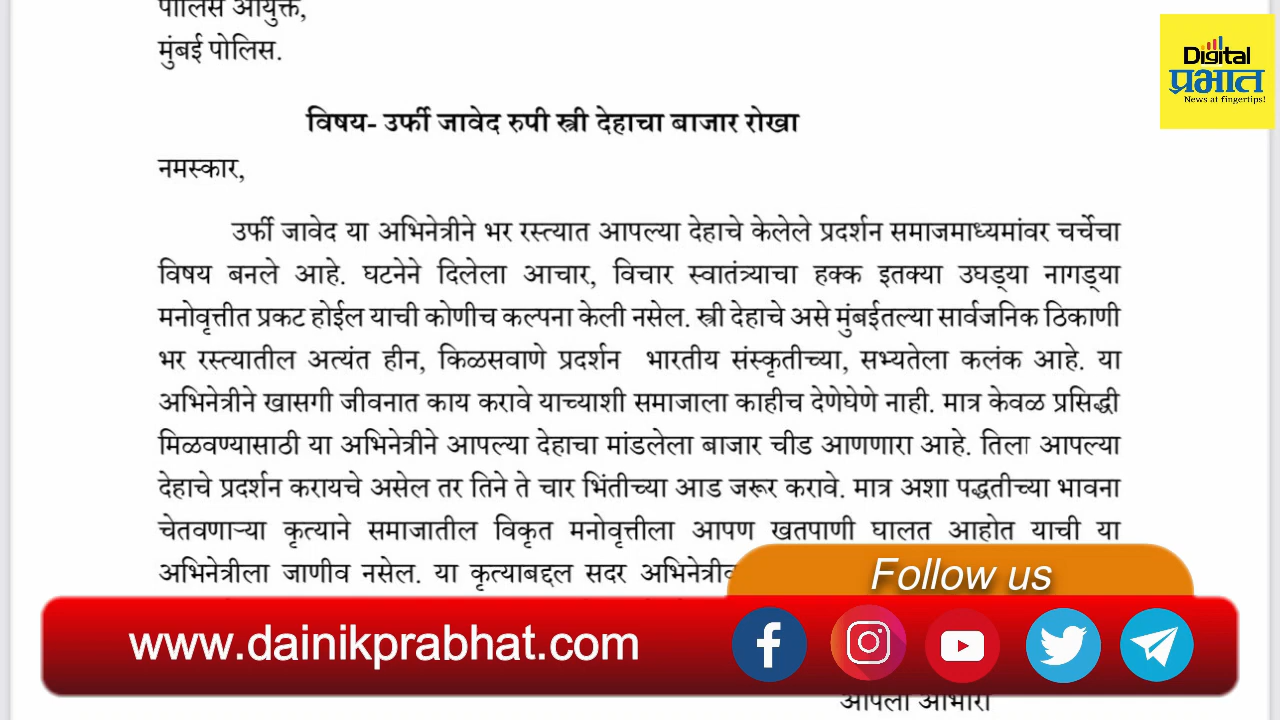 पोलिस आयुक्त,
मुंबई पोलिस.
Digital
प्रभात
News at fingertips!
विषय- उर्फी जावेद रुपी स्त्री देहाचा बाजार रोखा
नमस्कार,
उर्फी जावेद या अभिनेत्रीने भर रस्त्यात आपल्या देहाचे केलेले प्रदर्शन समाजमाध्यमांवर चर्चेचा
विषय बनले आहे. घटनेने दिलेला आचार, विचार स्वातंत्र्याचा हक्क इतक्या उघड्या नागड्या
मनोवृत्तीत प्रकट होईल याची कोणीच कल्पना केली नसेल. स्त्री देहाचे असे मुंबईतल्या सार्वजनिक ठिकाणी
भर रस्त्यातील अत्यंत हीन, किळसवाणे प्रदर्शन भारतीय संस्कृतीच्या, सभ्यतेला कलंक आहे. या
अभिनेत्रीने खासगी जीवनात काय करावे याच्याशी समाजाला काहीच देणेघेणे नाही. मात्र केवळ प्रसिद्धी
मिळवण्यासाठी या अभिनेत्रीने आपल्या देहाचा मांडलेला बाजार चीड आणणारा आहे. तिला आपल्या
देहाचे प्रदर्शन करायचे असेल तर तिने ते चार भिंतीच्या आड जरूर करावे. मात्र अशा पद्धतीच्या भावना
चेतवणाऱ्या कृत्याने समाजातील विकृत मनोवृत्तीला आपण खतपाणी घालत आहोत याची या
अभिनेत्रीला जाणीव नसेल. या कृत्याबद्दल सदर
Follow us
www.dainikprabhat.com
आपला आभारी